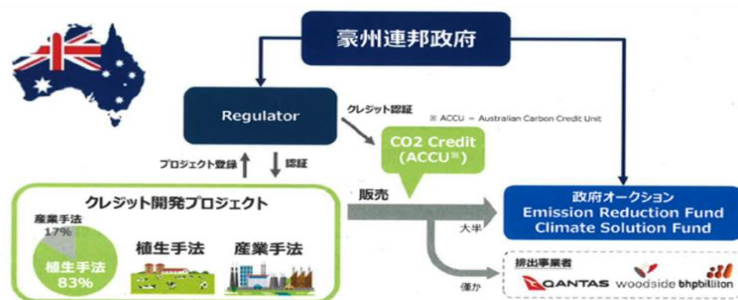 豪州連邦政府
Regulator
クレジット認証
※ ACCU = Australian Carbon Credit Unit
CO2 Credit
(ACCU※)
プロジェクト登録
認証
クレジット開発プロジェクト
産業手法
17%
植生手法
83%
植生手法
産業手法
販売
大半
僅か
政府オークション
Emission Reduction Fund
Climate Solution Fund
排出事業者
QANTAS
woodside
bhpbilliton